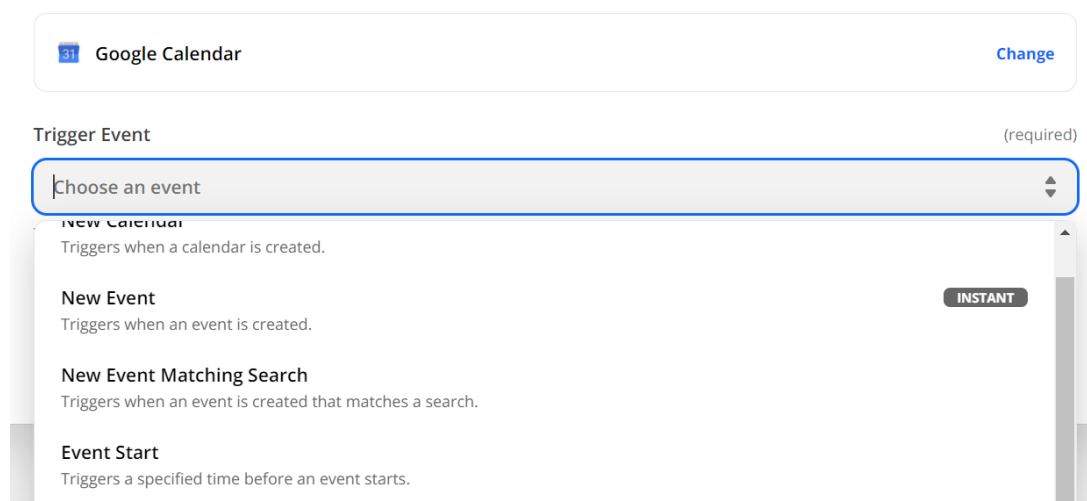 31 Google Calendar Change
Trigger Event (required)
Choose an event
New Calendar
Triggers when a calendar is created.
New Event INSTANT
Triggers when an event is created.
New Event Matching Search
Triggers when an event is created that matches a search.
Event Start
Triggers a specified time before an event starts.